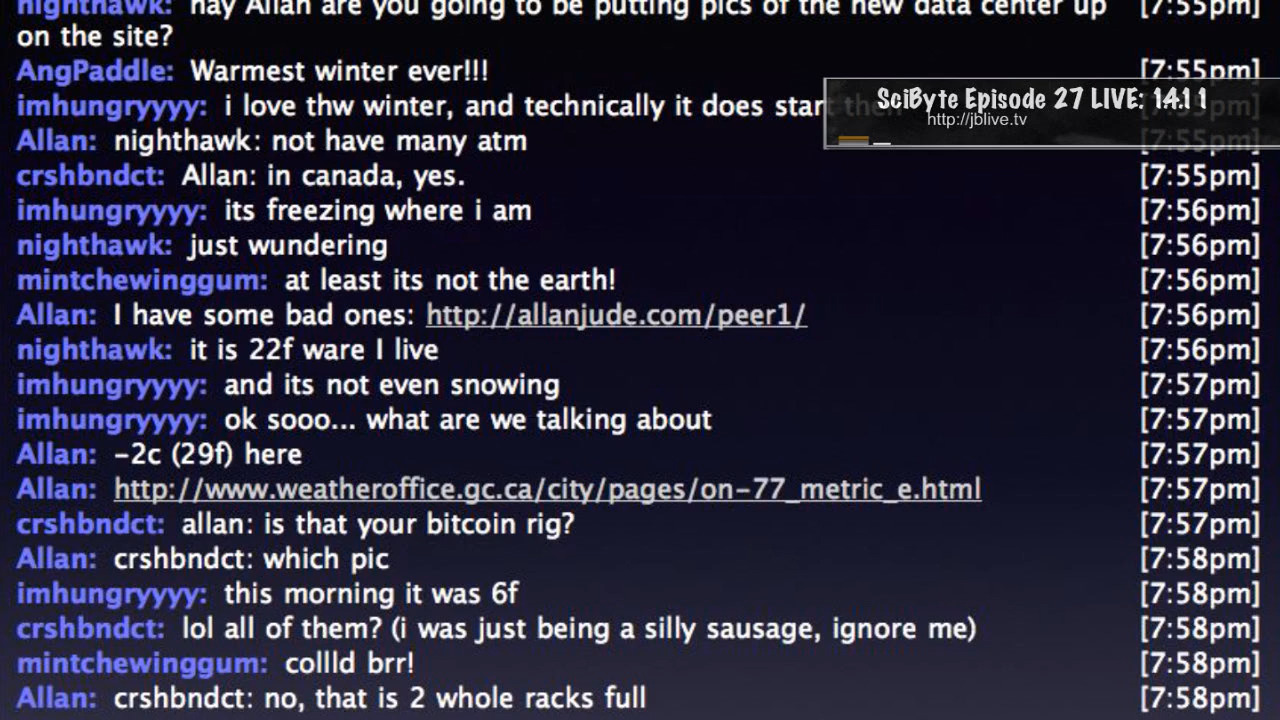 nighthawk: hay Allan are you going to be putting pics of the new data center up [7:55pm]
on the site?
AngPaddle: Warmest winter ever!!! [7:55pm]
imhungryyyy: i love thw winter, and technically it does start then [7:55pm]
SciByte Episode 27 LIVE: 14.1 1
http://jblive.tv
Allan: nighthawk: not have many atm [7:55pm]
crshbndct: Allan: in canada, yes. [7:55pm]
imhungryyyy: its freezing where i am [7:56pm]
nighthawk: just wundering [7:56pm]
mintchewinggum: at least its not the earth! [7:56pm]
Allan: I have some bad ones: http://allanjude.com/peer1/ [7:56pm]
nighthawk: it is 22f ware I live [7:56pm]
imhungryyyy: and its not even snowing [7:57pm]
imhungryyyy: ok sooo... what are we talking about [7:57pm]
Allan: -2c (29f) here [7:57pm]
Allan: http://www.weatheroffice.gc.ca/city/pages/on-77_metric_e.html [7:57pm]
crshbndct: allan: is that your bitcoin rig? [7:57pm]
Allan: crshbndct: which pic [7:58pm]
imhungryyyy: this morning it was 6f [7:58pm]
crshbndct: lol all of them? (i was just being a silly sausage, ignore me) [7:58pm]
mintchewinggum: collld brr! [7:58pm]
Allan: crshbndct: no, that is 2 whole racks full [7:58pm]